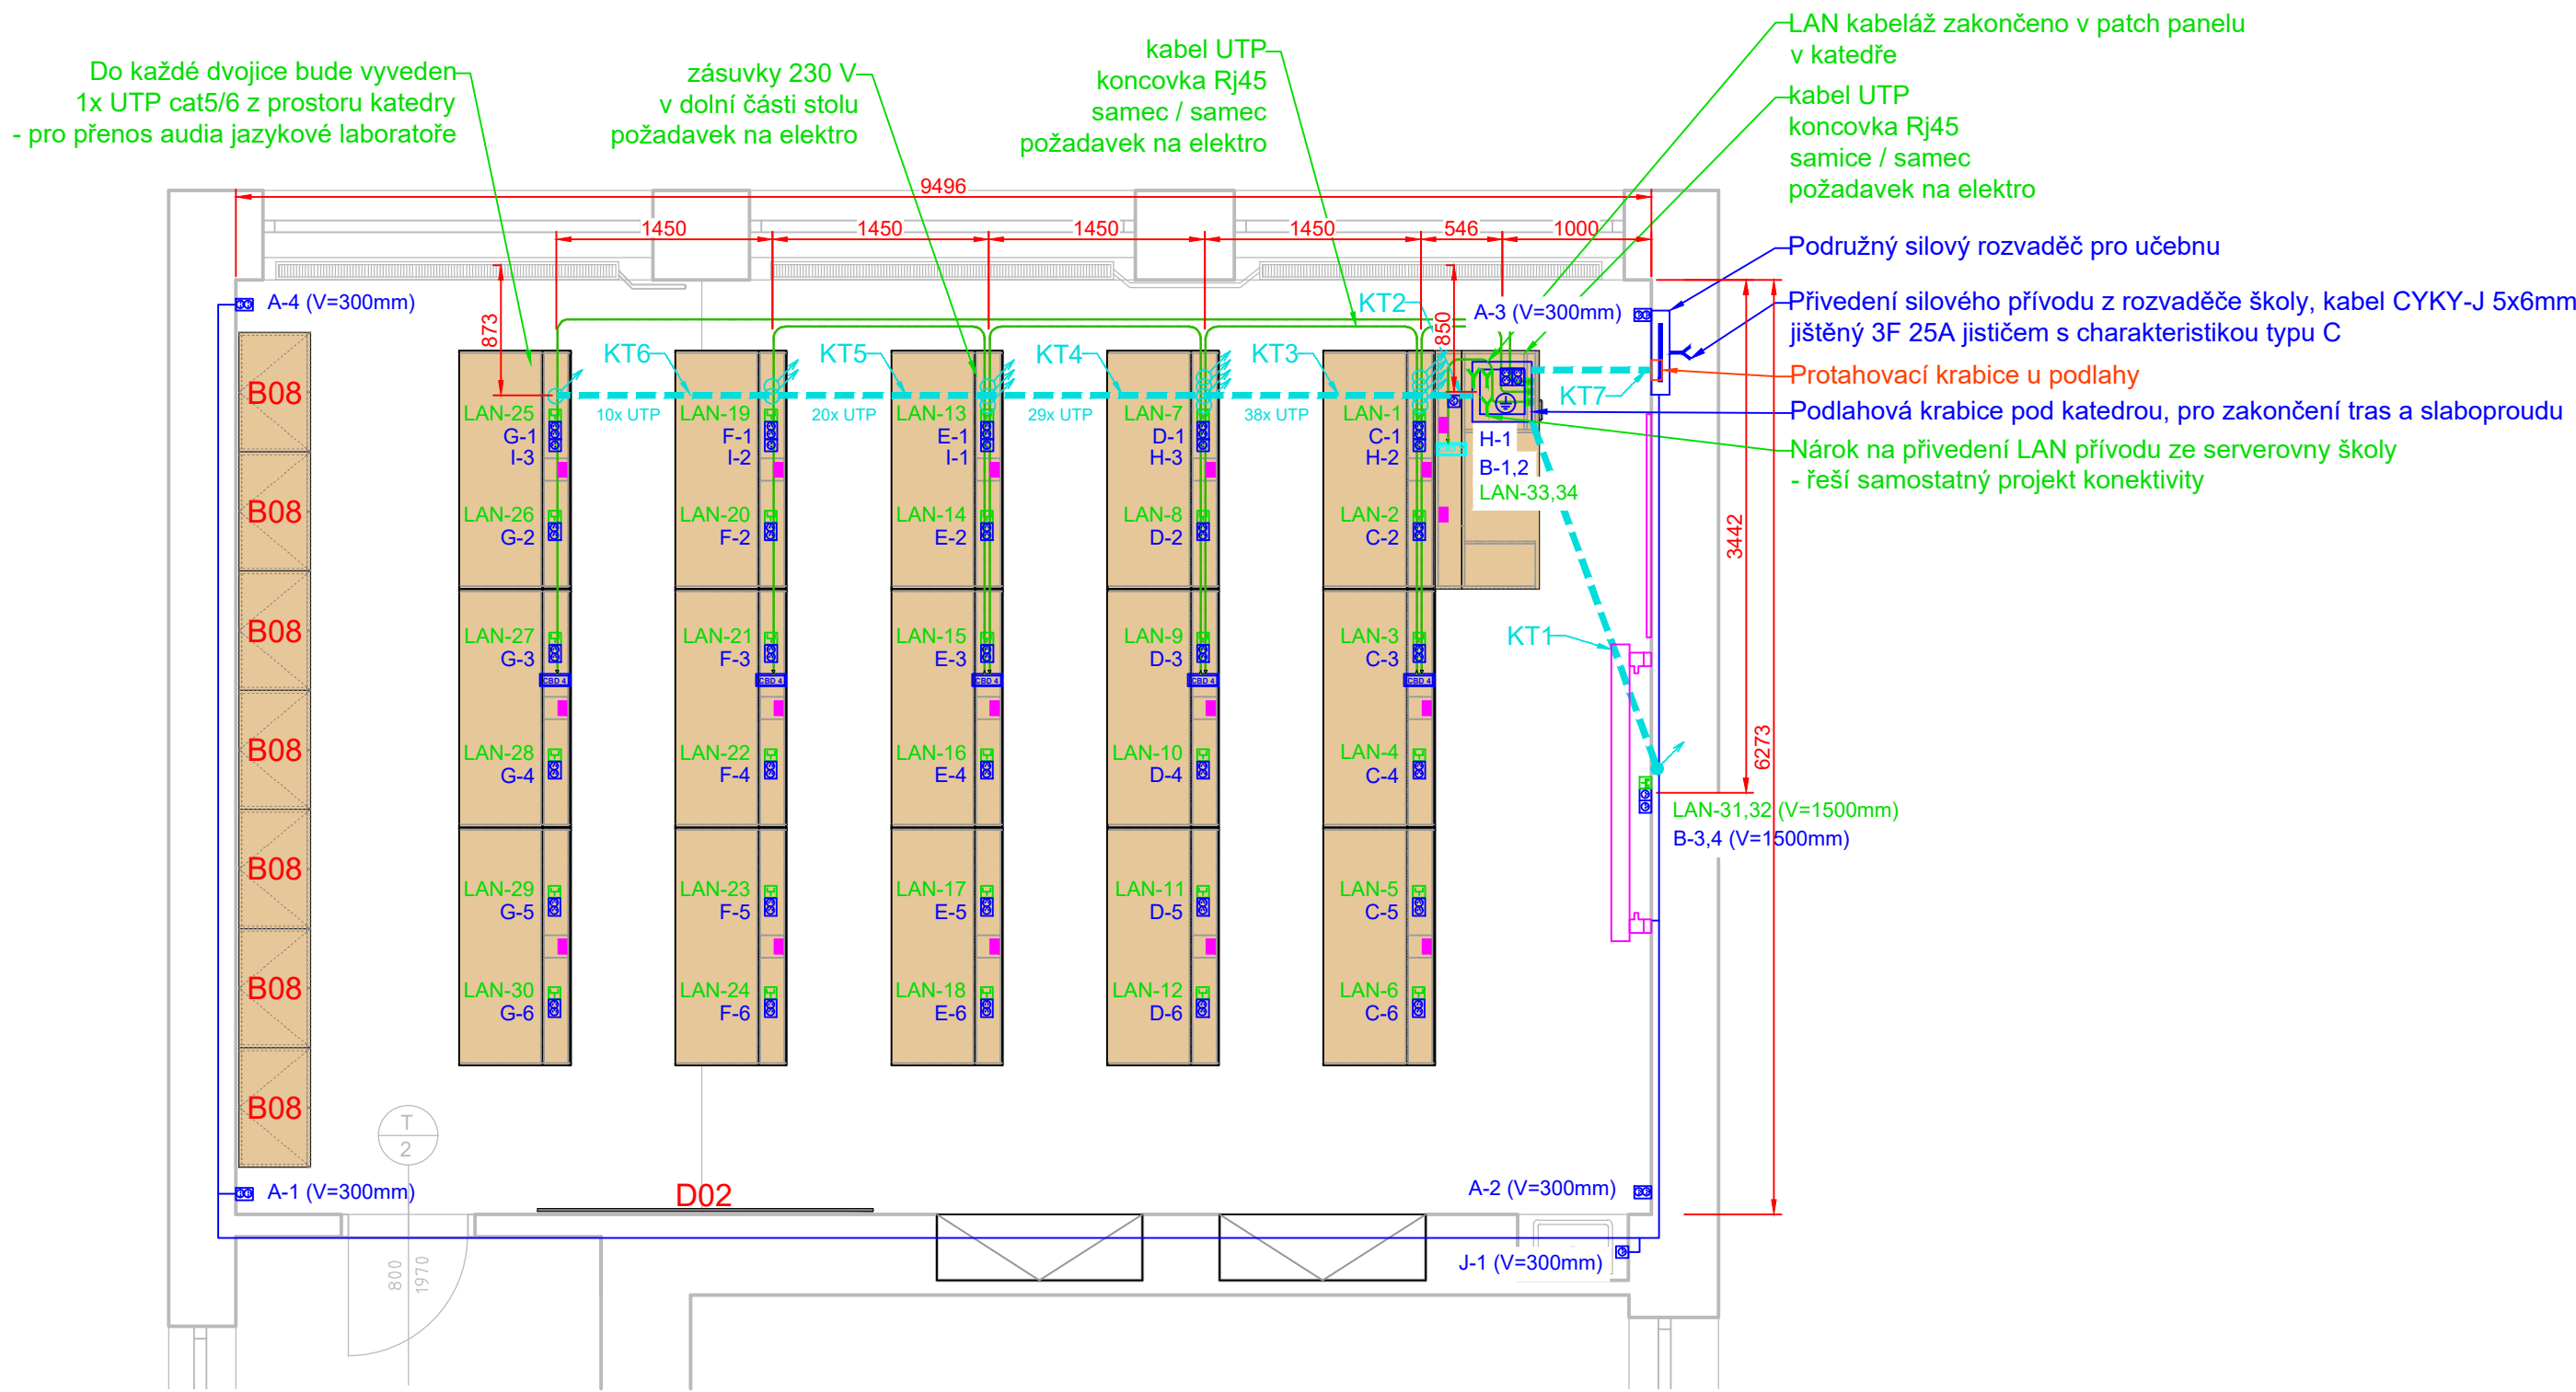 Do každé dvojice bude vyveden
1x UTP cat5/6 z prostoru katedry
- pro přenos audia jazykové laboratoře
zásuvky 230 V
v dolní části stolu
požadavek na elektro
kabel UTP
koncovka Rj45
samec / samec
požadavek na elektro
LAN kabeláž zakončeno v patch panelu
v katedře
kabel UTP
koncovka Rj45
samice / samec
požadavek na elektro
Podružný silový rozvaděč pro učebnu
Přivedení silového přívodu z rozvaděče školy, kabel CYKY-J 5x6mm
jištěný 3F 25A jističem s charakteristikou typu C
Protahovací krabice u podlahy
Podlahová krabice pod katedrou, pro zakončení tras a slaboproudu
Nárok na přivedení LAN přívodu ze serverovny školy
- řeší samostatný projekt konektivity
9496
1450
1450
1450
1450
546
1000
873
850
3442
6273
A-4 (V=300mm)
A-3 (V=300mm)
KT2
KT6
KT5
KT4
KT3
KT7
KT1
10x UTP
20x UTP
29x UTP
38x UTP
B08
B08
B08
B08
B08
B08
B08
LAN-25
G-1
I-3
LAN-26
G-2
LAN-27
G-3
CBD 4
LAN-28
G-4
LAN-29
G-5
LAN-30
G-6
LAN-19
F-1
I-2
LAN-20
F-2
LAN-21
F-3
CBD 4
LAN-22
F-4
LAN-23
F-5
LAN-24
F-6
LAN-13
E-1
I-1
LAN-14
E-2
LAN-15
E-3
CBD 4
LAN-16
E-4
LAN-17
E-5
LAN-18
E-6
LAN-7
D-1
H-3
LAN-8
D-2
LAN-9
D-3
CBD 4
LAN-10
D-4
LAN-11
D-5
LAN-12
D-6
LAN-1
C-1
H-2
LAN-2
C-2
LAN-3
C-3
CBD 4
LAN-4
C-4
LAN-5
C-5
LAN-6
C-6
H-1
B-1,2
LAN-33,34
LAN-31,32 (V=1500mm)
B-3,4 (V=1500mm)
T
2
A-1 (V=300mm)
D02
A-2 (V=300mm)
J-1 (V=300mm)
800
1970